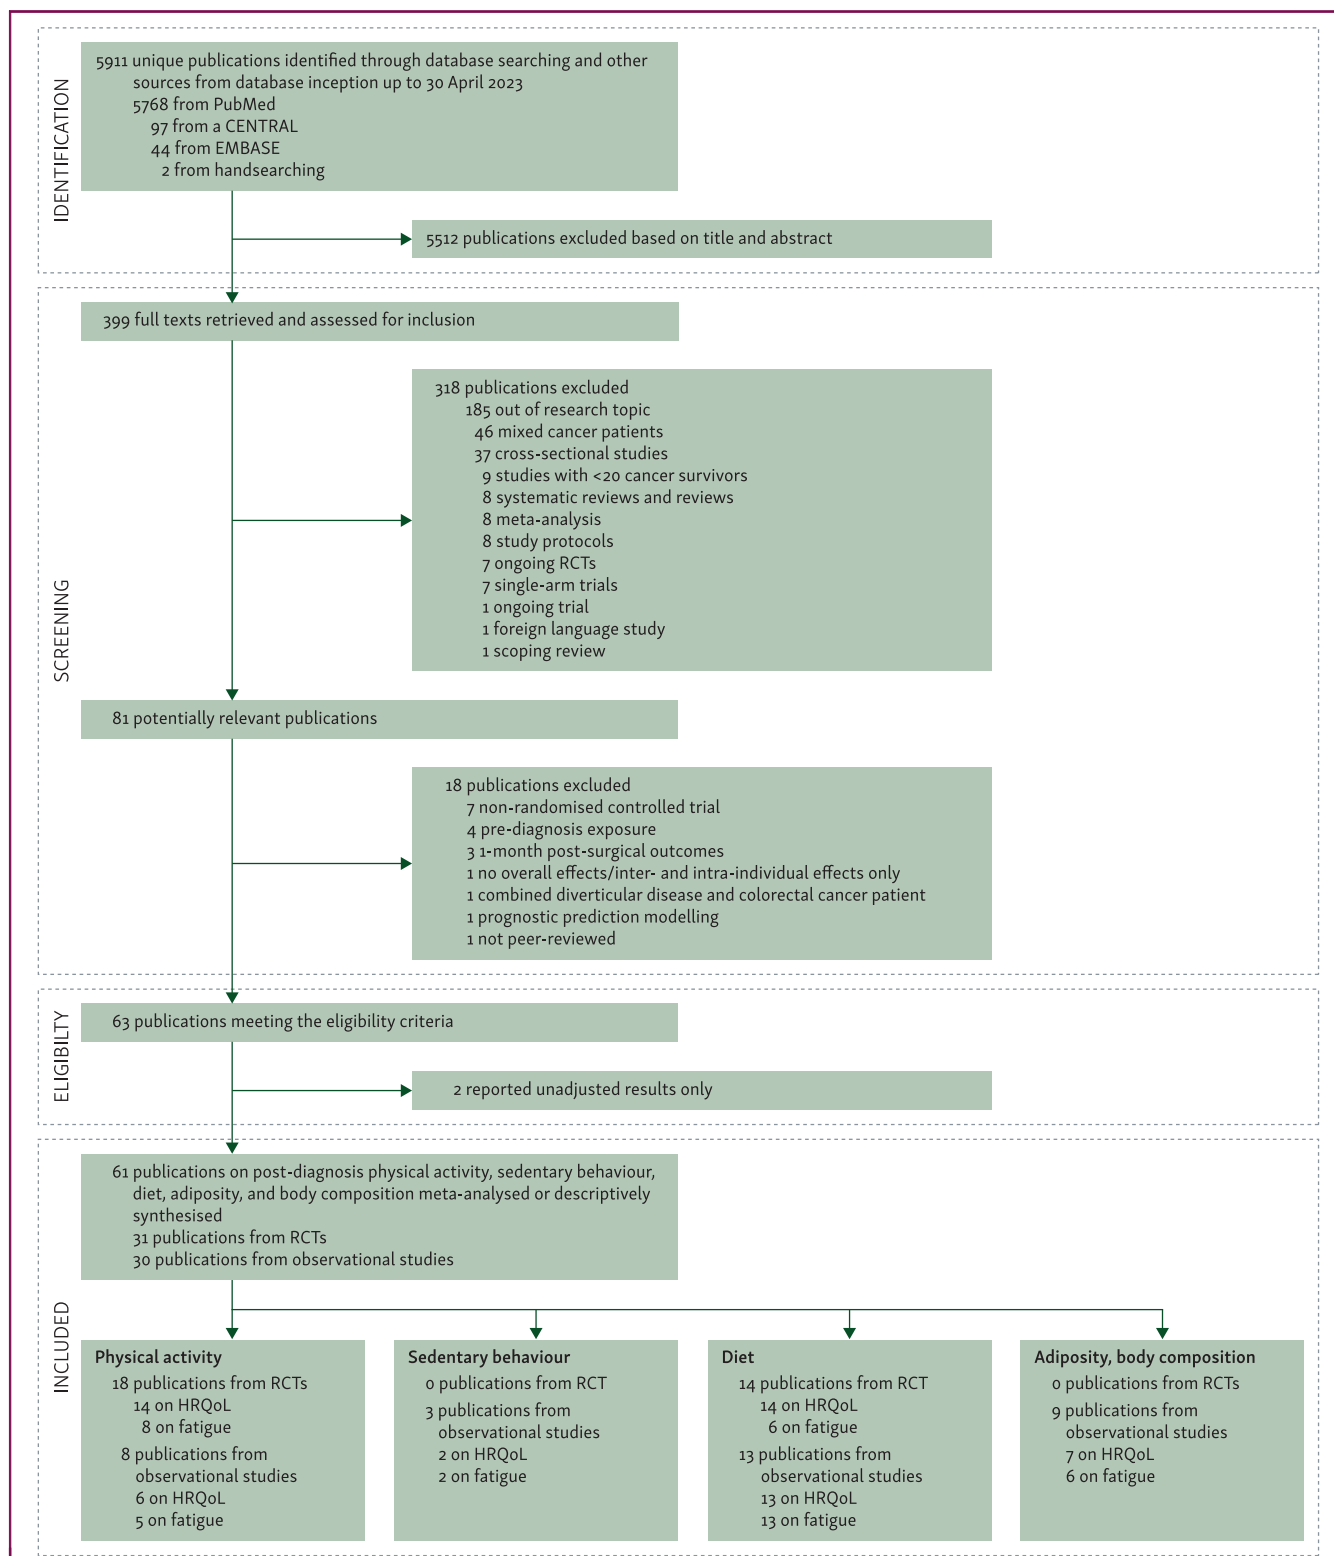 IDENTIFICATION
5911 unique publications identified through database searching and other
sources from database inception up to 30 April 2023
5768 from PubMed
97 from a CENTRAL
44 from EMBASE
2 from handsearching
5512 publications excluded based on title and abstract
SCREENING
399 full texts retrieved and assessed for inclusion
318 publications excluded
185 out of research topic
46 mixed cancer patients
37 cross-sectional studies
9 studies with <20 cancer survivors
8 systematic reviews and reviews
8 meta-analysis
8 study protocols
7 ongoing RCTs
7 single-arm trials
1 ongoing trial
1 foreign language study
1 scoping review
81 potentially relevant publications
18 publications excluded
7 non-randomised controlled trial
4 pre-diagnosis exposure
3 1-month post-surgical outcomes
1 no overall effects/inter- and intra-individual effects only
1 combined diverticular disease and colorectal cancer patient
1 prognostic prediction modelling
1 not peer-reviewed
ELIGIBILTY
63 publications meeting the eligibility criteria
2 reported unadjusted results only
INCLUDED
61 publications on post-diagnosis physical activity, sedentary behaviour,
diet, adiposity, and body composition meta-analysed or descriptively
synthesised
31 publications from RCTs
30 publications from observational studies
Physical activity
18 publications from RCTs
14 on HRQoL
8 on fatigue
8 publications from
observational studies
6 on HRQoL
5 on fatigue
Sedentary behaviour
0 publications from RCT
3 publications from
observational studies
2 on HRQoL
2 on fatigue
Diet
14 publications from RCT
14 on HRQoL
6 on fatigue
13 publications from
observational studies
13 on HRQoL
13 on fatigue
Adiposity, body composition
0 publications from RCTs
9 publications from
observational studies
7 on HRQoL
6 on fatigue